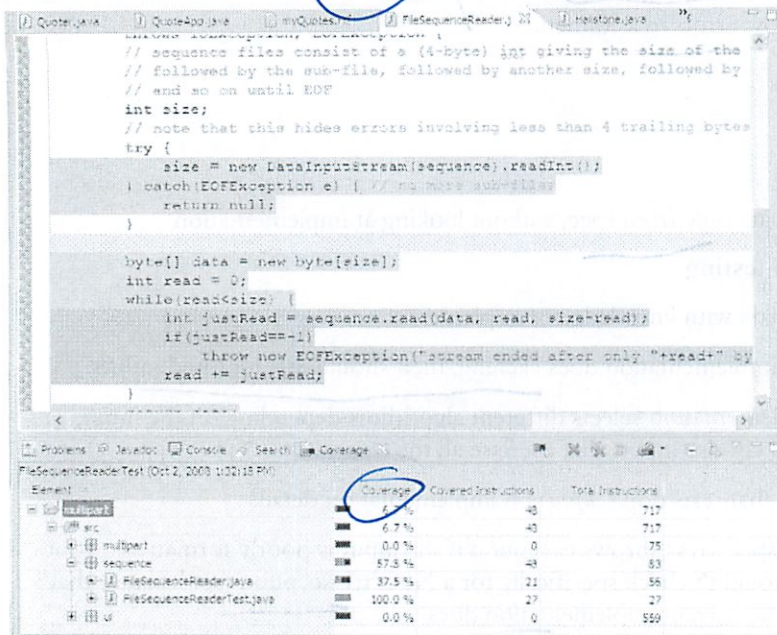 Quoter.java QuoteApp.java FileSequenceReader.j Hailstone.java
throws IOException, EOFException {
// sequence files consist of a (4-byte) int giving the size of the
// followed by the sub-file, followed by another size, followed by
// and so on until EOF
int size;
// note that this hides errors involving less than 4 trailing bytes
try {
size = new DataInputStream(sequence).readInt();
} catch(EOFException e) { // no more sub-files
return null;
}
byte[] data = new byte[size];
int read = 0;
while(read<size) {
int justRead = sequence.read(data, read, size-read);
if(justRead==-1)
throw new EOFException("stream ended after only "+read+" by
read += justRead;
}
Problems Javadoc Console Search Coverage
FileSequenceReaderTest (Oct 2, 2008 1:32:18 PM)
Element Coverage Covered Instructions Total Instructions
multipart 6.7 % 48 717
src 6.7 % 48 717
multipart 0.0 % 0 75
sequence 57.8 % 48 83
FileSequenceReader.java 37.5 % 21 56
FileSequenceReaderTest.java 100.0 % 27 27
ui 0.0 % 0 559